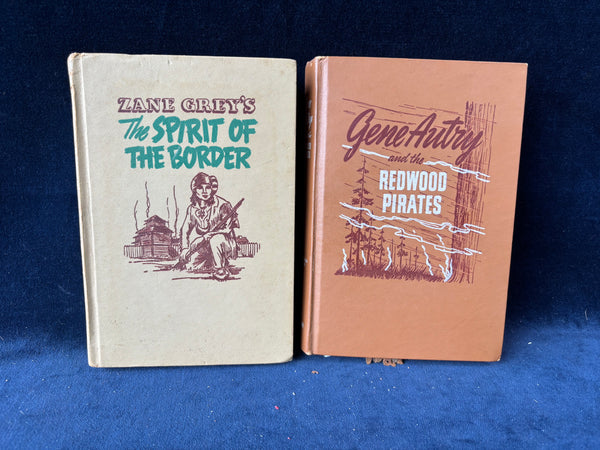 ZANE GREY'S
The SPIRIT OF
THE BORDER
Gene Autry
and the
REDWOOD
PIRATES